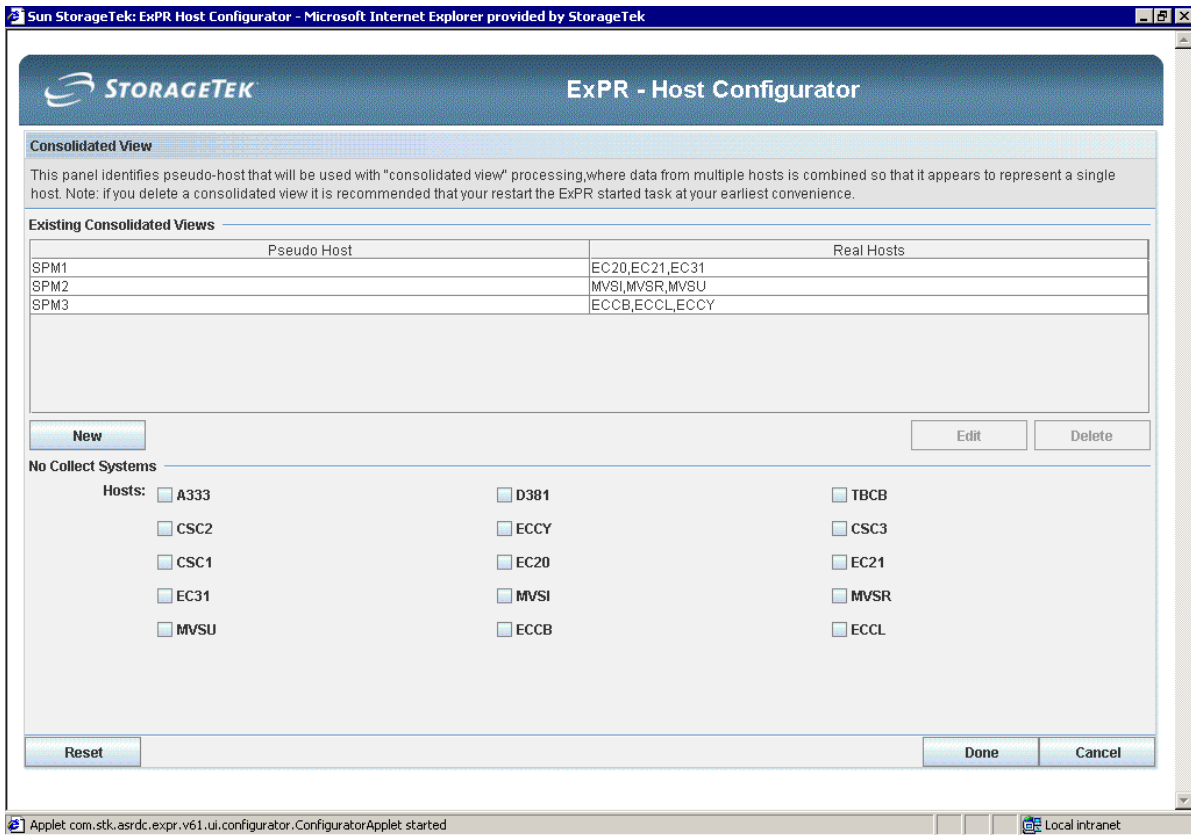 Sun StorageTek: ExPR Host Configurator - Microsoft Internet Explorer provided by StorageTek
STORAGETEK
ExPR - Host Configurator
Consolidated View
This panel identifies pseudo-host that will be used with "consolidated view" processing,where data from multiple hosts is combined so that it appears to represent a single
host. Note: if you delete a consolidated view it is recommended that your restart the ExPR started task at your earliest convenience.
Existing Consolidated Views
Pseudo Host Real Hosts
SPM1 EC20,EC21,EC31
SPM2 MVSI,MVSR,MVSU
SPM3 ECCB,ECCL,ECCY
New Edit Delete
No Collect Systems
Hosts: A333 D381 TBCB
CSC2 ECCY CSC3
CSC1 EC20 EC21
EC31 MVSI MVSR
MVSU ECCB ECCL
Reset Done Cancel
Applet com.stk.asrdc.expr.v61.ui.configurator.ConfiguratorApplet started Local intranet